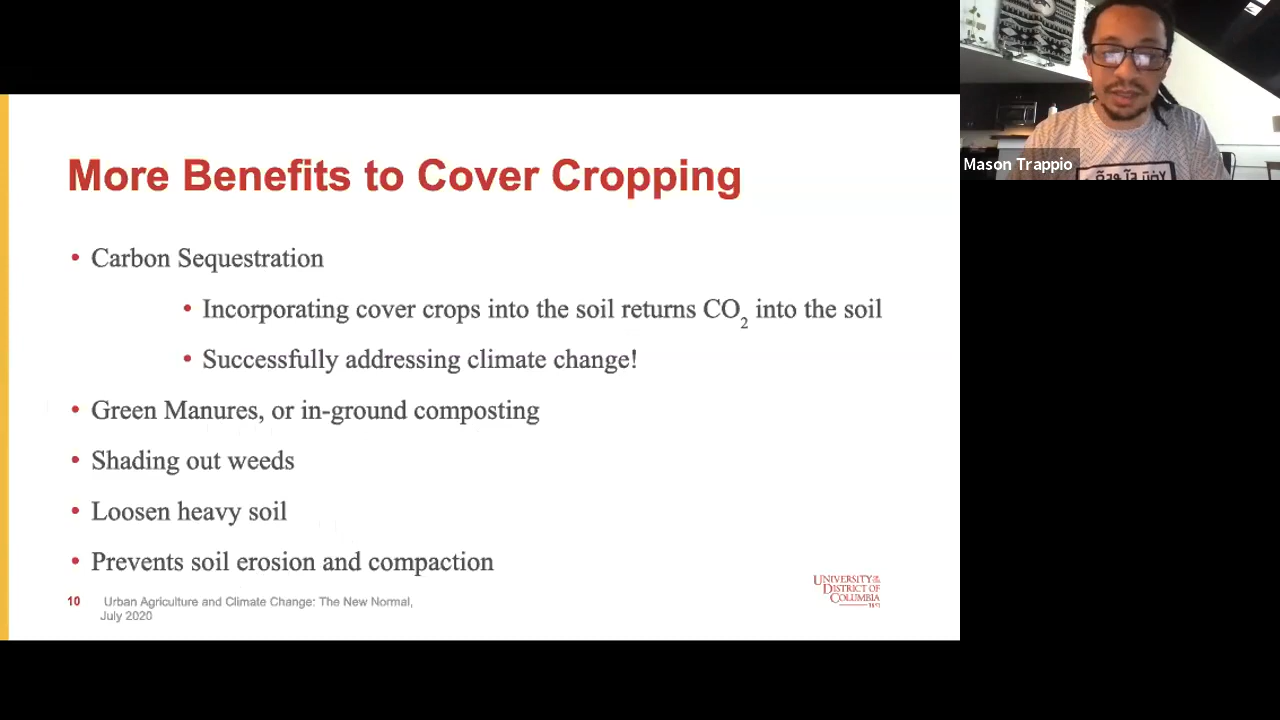 More Benefits to Cover Cropping
• Carbon Sequestration
• Incorporating cover crops into the soil returns CO2 into the soil
• Successfully addressing climate change!
• Green Manures, or in-ground composting
• Shading out weeds
• Loosen heavy soil
• Prevents soil erosion and compaction
10 Urban Agriculture and Climate Change: The New Normal,
July 2020
UNIVERSITY OF THE
DISTRICT OF
COLUMBIA
1851
Mason Trappio